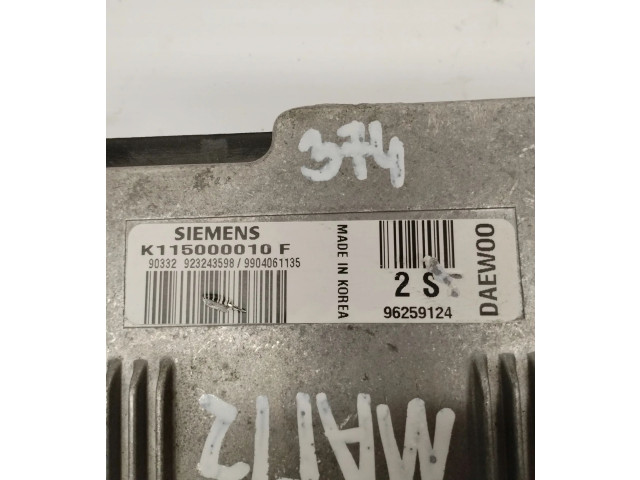 374
SIEMENS
K115000010 F
90332 923243598 / 9904061135
MADE IN KOREA
2 S
96259124
DAEWOO
MATIZ